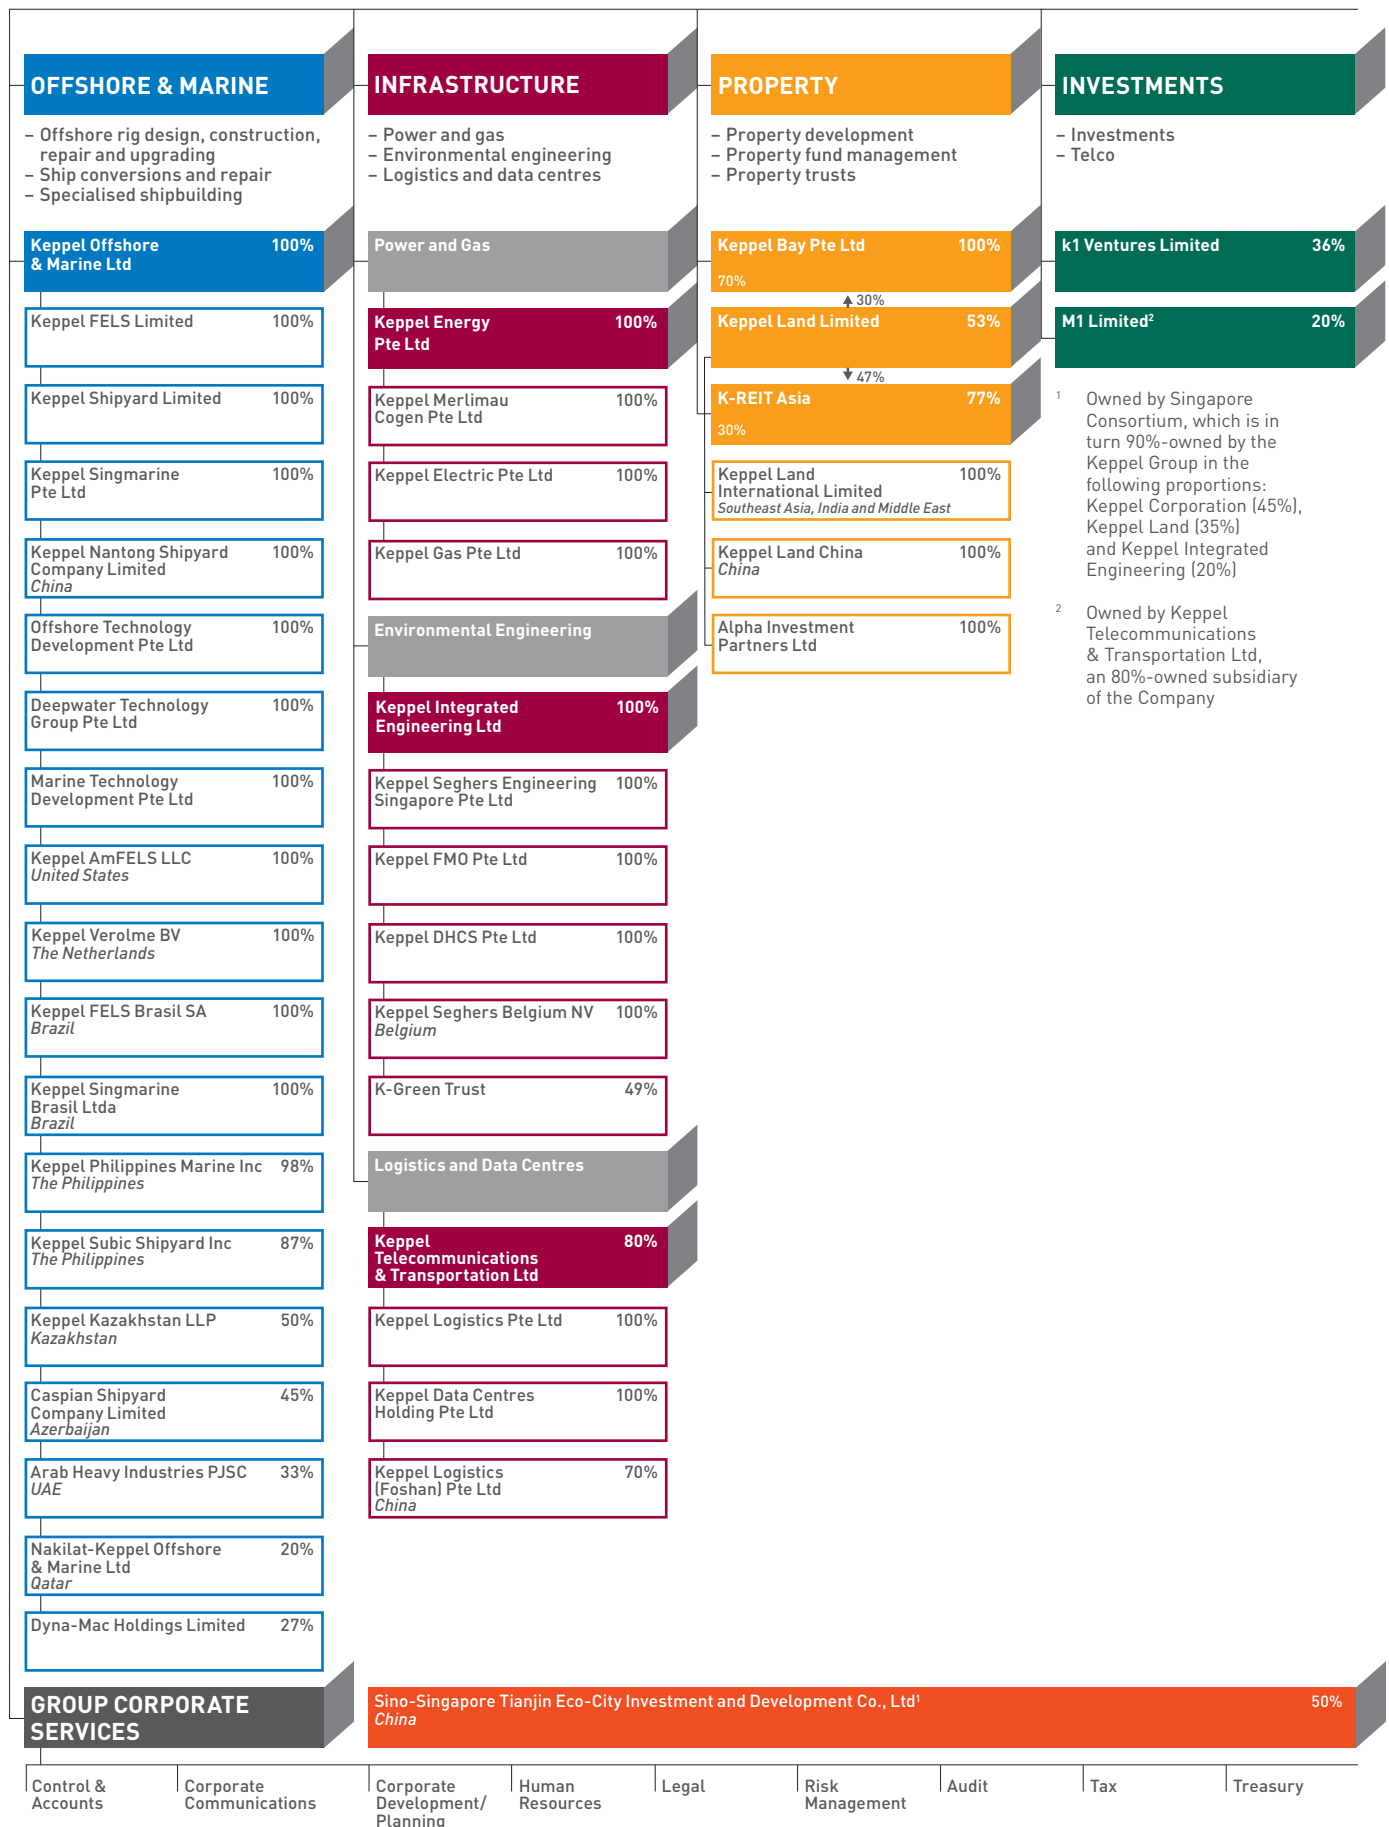 OFFSHORE & MARINE
– Offshore rig design, construction,
repair and upgrading
– Ship conversions and repair
– Specialised shipbuilding
Keppel Offshore 100%
& Marine Ltd
Keppel FELS Limited 100%
Keppel Shipyard Limited 100%
Keppel Singmarine 100%
Pte Ltd
Keppel Nantong Shipyard 100%
Company Limited
China
Offshore Technology 100%
Development Pte Ltd
Deepwater Technology 100%
Group Pte Ltd
Marine Technology 100%
Development Pte Ltd
Keppel AmFELS LLC 100%
United States
Keppel Verolme BV 100%
The Netherlands
Keppel FELS Brasil SA 100%
Brazil
Keppel Singmarine 100%
Brasil Ltda
Brazil
Keppel Philippines Marine Inc 98%
The Philippines
Keppel Subic Shipyard Inc 87%
The Philippines
Keppel Kazakhstan LLP 50%
Kazakhstan
Caspian Shipyard 45%
Company Limited
Azerbaijan
Arab Heavy Industries PJSC 33%
UAE
Nakilat-Keppel Offshore 20%
& Marine Ltd
Qatar
Dyna-Mac Holdings Limited 27%
INFRASTRUCTURE
– Power and gas
– Environmental engineering
– Logistics and data centres
Power and Gas
Keppel Energy 100%
Pte Ltd
Keppel Merlimau 100%
Cogen Pte Ltd
Keppel Electric Pte Ltd 100%
Keppel Gas Pte Ltd 100%
Environmental Engineering
Keppel Integrated 100%
Engineering Ltd
Keppel Seghers Engineering 100%
Singapore Pte Ltd
Keppel FMO Pte Ltd 100%
Keppel DHCS Pte Ltd 100%
Keppel Seghers Belgium NV 100%
Belgium
K-Green Trust 49%
Logistics and Data Centres
Keppel 80%
Telecommunications
& Transportation Ltd
Keppel Logistics Pte Ltd 100%
Keppel Data Centres 100%
Holding Pte Ltd
Keppel Logistics 70%
(Foshan) Pte Ltd
China
PROPERTY
– Property development
– Property fund management
– Property trusts
Keppel Bay Pte Ltd 100%
70%
30%
Keppel Land Limited 53%
47%
K-REIT Asia 77%
30%
Keppel Land 100%
International Limited
Southeast Asia, India and Middle East
Keppel Land China 100%
China
Alpha Investment 100%
Partners Ltd
INVESTMENTS
– Investments
– Telco
k1 Ventures Limited 36%
M1 Limited² 20%
¹ Owned by Singapore
Consortium, which is in
turn 90%-owned by the
Keppel Group in the
following proportions:
Keppel Corporation (45%),
Keppel Land (35%)
and Keppel Integrated
Engineering (20%)
² Owned by Keppel
Telecommunications
& Transportation Ltd,
an 80%-owned subsidiary
of the Company
GROUP CORPORATE
SERVICES
Sino-Singapore Tianjin Eco-City Investment and Development Co., Ltd¹ 50%
China
Control &
Accounts
Corporate
Communications
Corporate
Development/
Planning
Human
Resources
Legal
Risk
Management
Audit
Tax
Treasury